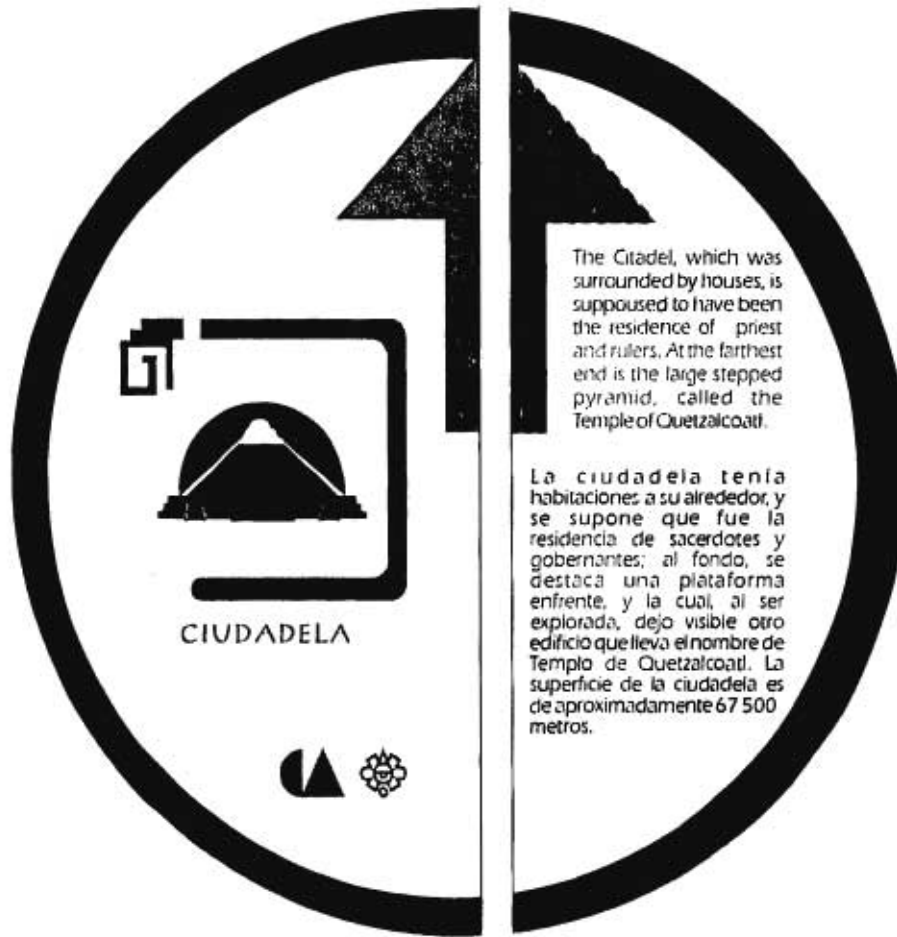 CIUDADELA
The Citadel, which was
surrounded by houses, is
suppoused to have been
the residence of priest
and rulers. At the farthest
end is the large stepped
pyramid, called the
Temple of Quetzalcoatl.
La ciudadela tenía
habitaciones a su alrededor, y
se supone que fue la
residencia de sacerdotes y
gobernantes; al fondo, se
destaca una plataforma
enfrente, y la cual, al ser
explorada, dejo visible otro
edificio que lleva el nombre de
Templo de Quetzalcoatl. La
superficie de la ciudadela es
de aproximadamente 67 500
metros.